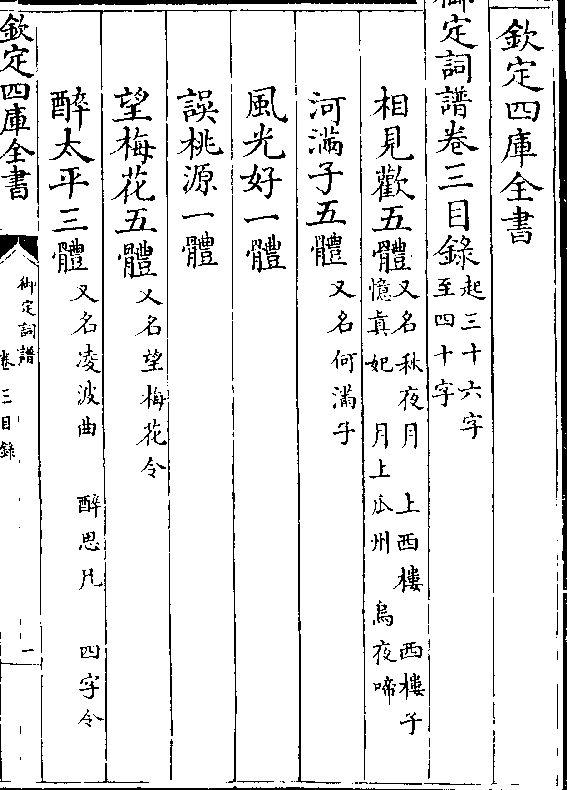 欽定四庫全書
御定詞譜卷三目錄起三十六字
至四十字
相見歡五體又名秋夜月 上西樓 西樓子
憶真妃 月上瓜州 烏夜啼
河滿子五體又名何滿子
風光好一體
誤桃源一體
望梅花五體又名望梅花令
醉太平三體又名凌波曲 醉思凡 四字令
欽定四庫全書
御定詞譜
卷三目錄
一